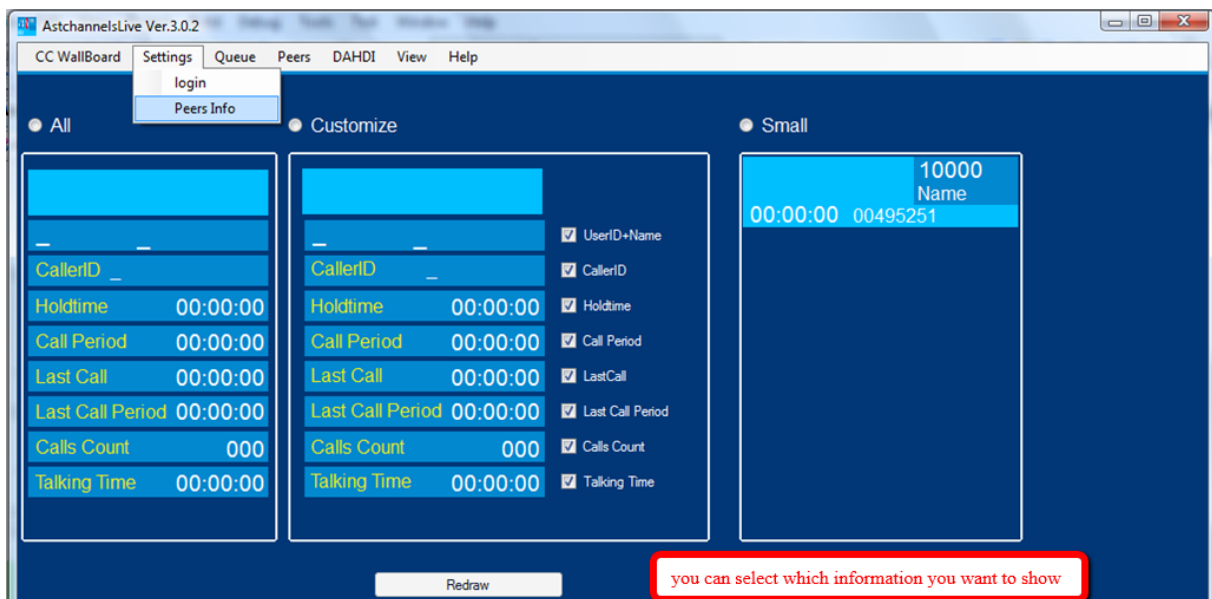 AstchannelsLive Ver.3.0.2
CC WallBoard Settings Queue Peers DAHDI View Help
login
Peers Info
All
_ _
CallerID _
Holdtime 00:00:00
Call Period 00:00:00
Last Call 00:00:00
Last Call Period 00:00:00
Calls Count 000
Talking Time 00:00:00
Customize
_ _
CallerID _
Holdtime 00:00:00
Call Period 00:00:00
Last Call 00:00:00
Last Call Period 00:00:00
Calls Count 000
Talking Time 00:00:00
UserID+Name
CallerID
Holdtime
Call Period
LastCall
Last Call Period
Calls Count
Talking Time
Small
10000
Name
00:00:00 00495251
Redraw
you can select which information you want to show